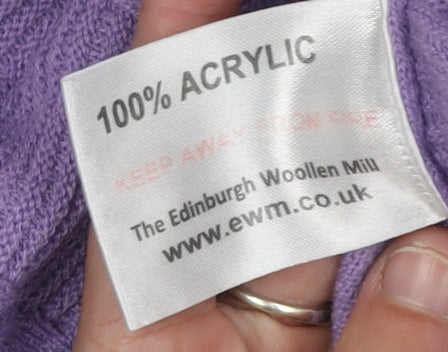 100% ACRYLIC
KEEP AWAY FROM FIRE
The Edinburgh Woollen Mill
www.ewm.co.uk